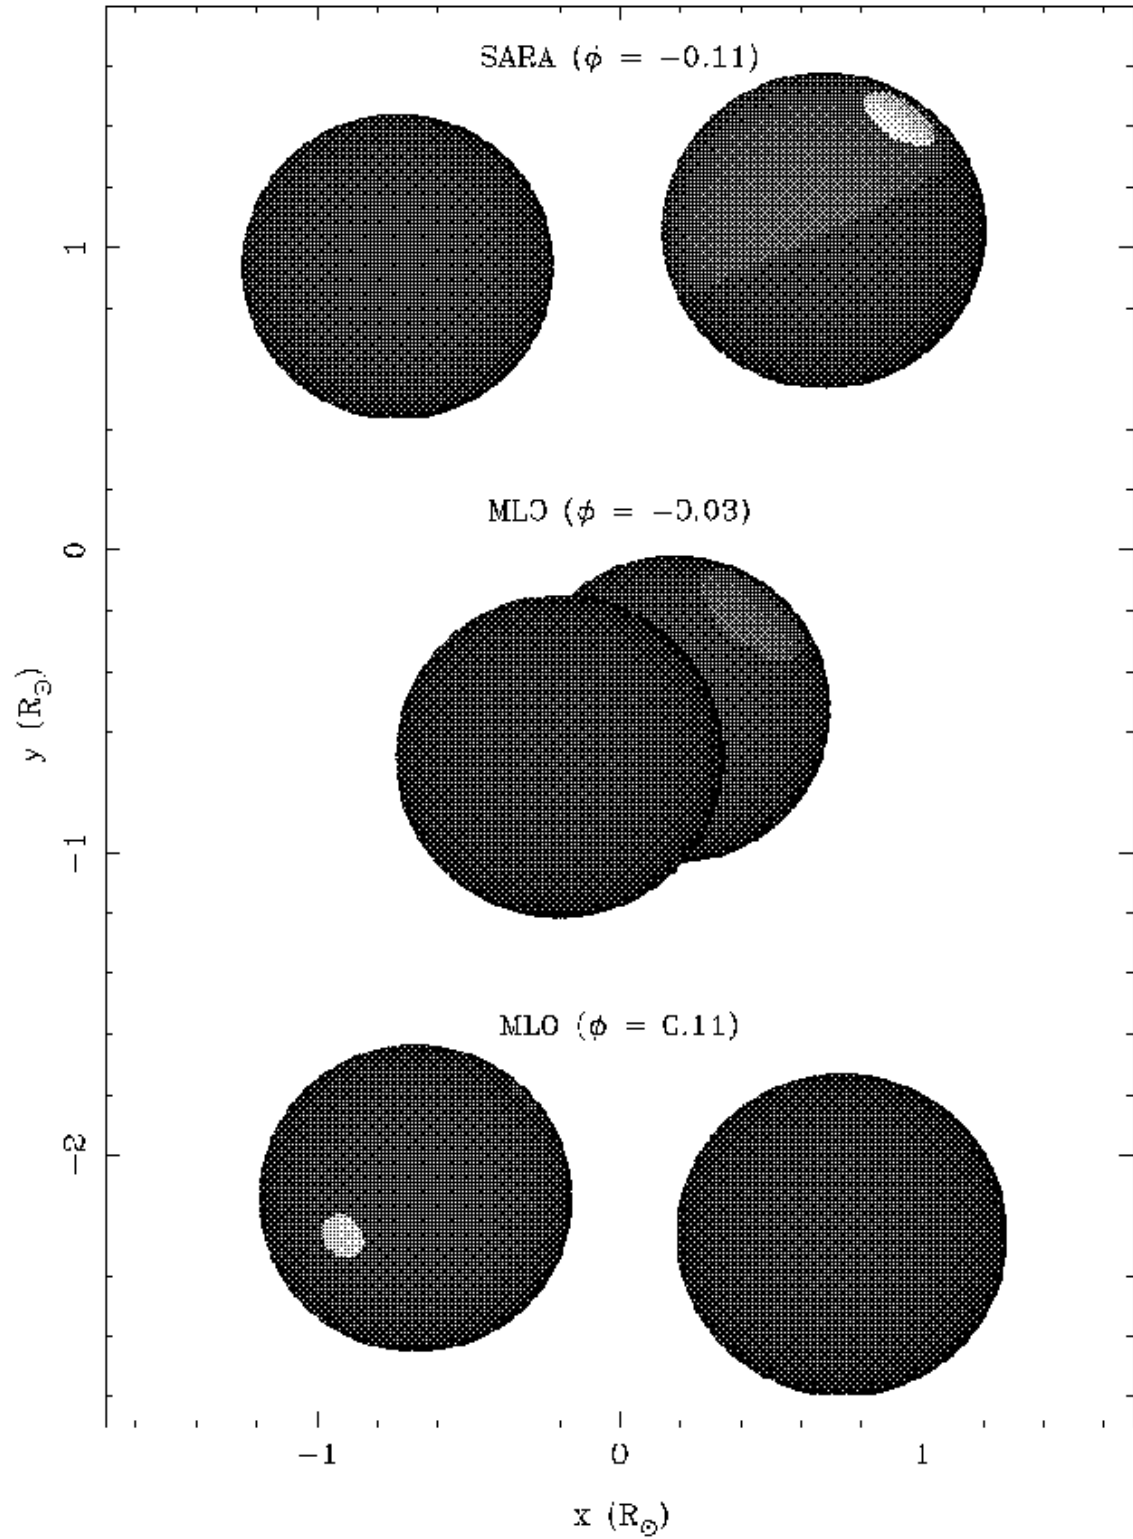 SARA (ϕ = −0.11)
1
MLO (ϕ = −0.03)
0
y (R☉)
−1
MLO (ϕ = 0.11)
−2
−1 0 1
x (R☉)